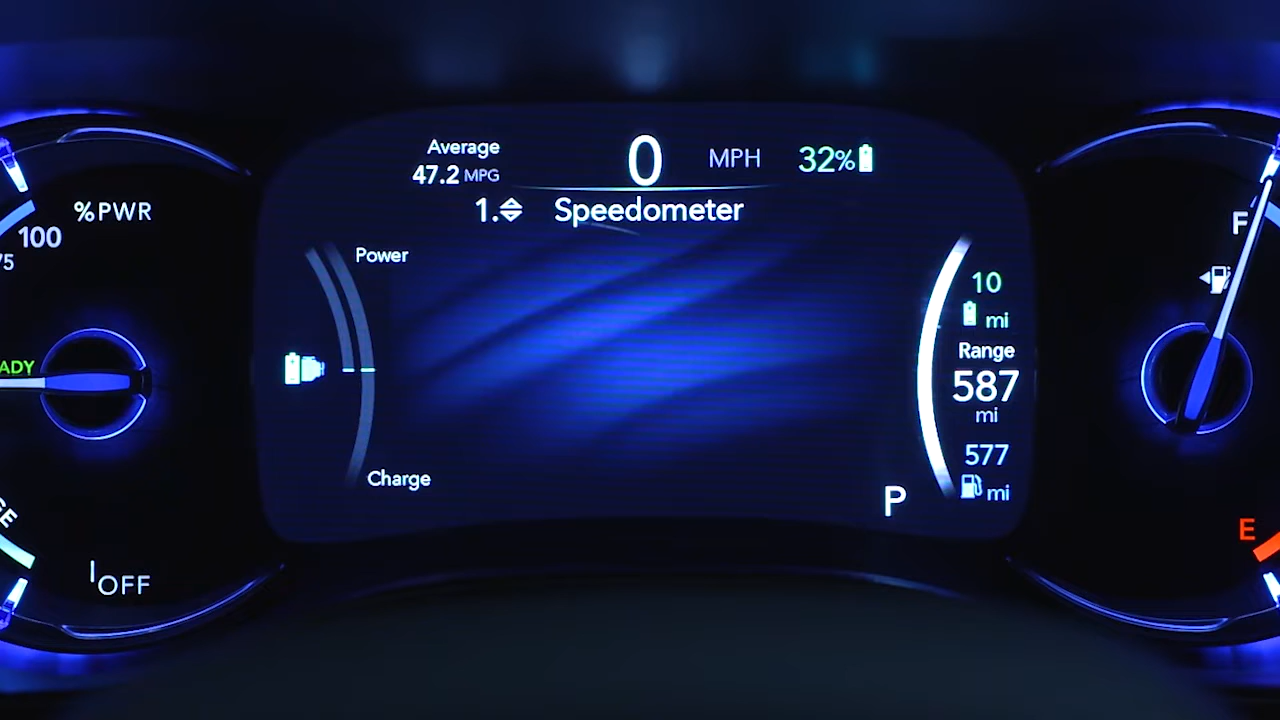 Average
47.2 MPG
0 MPH
32%
1. Speedometer
%PWR
100
75
ADY
GE
OFF
Power
Charge
10
mi
Range
587
mi
577
mi
P
F
E